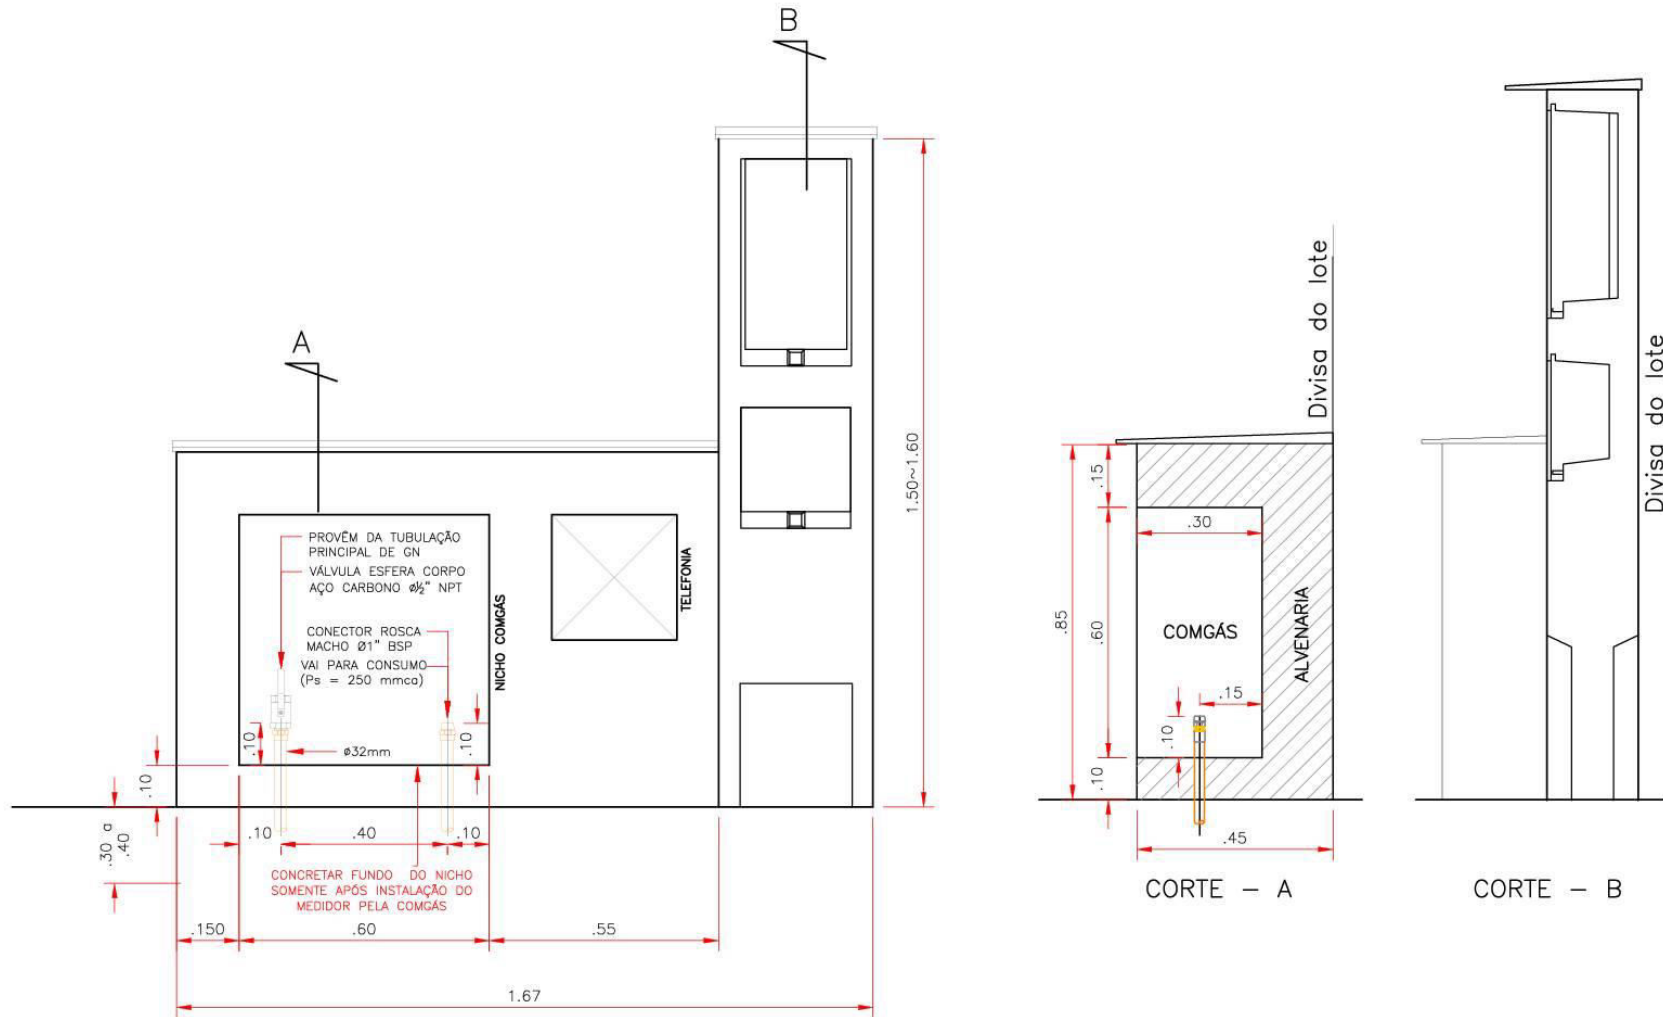 B
A
PROVÊM DA TUBULAÇÃO
PRINCIPAL DE GN
VÁLVULA ESFERA CORPO
AÇO CARBONO ø½" NPT
CONECTOR ROSCA
MACHO Ø1" BSP
VAI PARA CONSUMO
(Ps = 250 mmca)
NICHO COMGÁS
TELEFONIA
1.50~1.60
.10
ø32mm
.10
.10
.30 a
.40
.10
.40
.10
CONCRETAR FUNDO DO NICHO
SOMENTE APÓS INSTALAÇÃO DO
MEDIDOR PELA COMGÁS
.150
.60
.55
1.67
Divisa do lote
.15
.30
.85
.60
COMGÁS
ALVENARIA
.15
.10
.10
.45
CORTE – A
Divisa do lote
CORTE – B